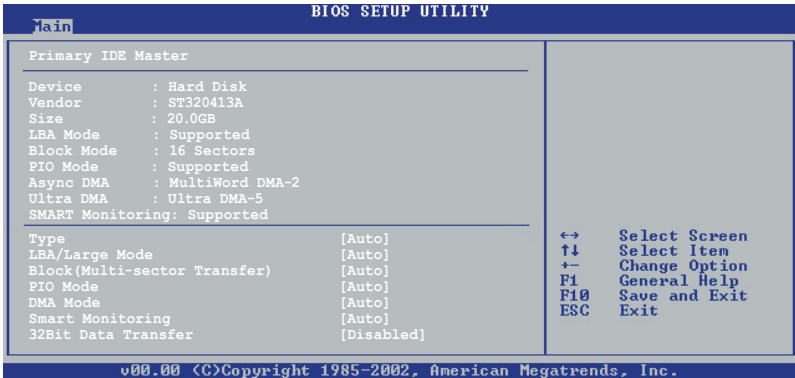 BIOS SETUP UTILITY
Main
Primary IDE Master
Device : Hard Disk
Vendor : ST320413A
Size : 20.0GB
LBA Mode : Supported
Block Mode : 16 Sectors
PIO Mode : Supported
Async DMA : MultiWord DMA-2
Ultra DMA : Ultra DMA-5
SMART Monitoring: Supported
Type [Auto]
LBA/Large Mode [Auto]
Block(Multi-sector Transfer) [Auto]
PIO Mode [Auto]
DMA Mode [Auto]
Smart Monitoring [Auto]
32Bit Data Transfer [Disabled]
←→ Select Screen
↑↓ Select Item
+- Change Option
F1 General Help
F10 Save and Exit
ESC Exit
v00.00 (C)Copyright 1985-2002, American Megatrends, Inc.